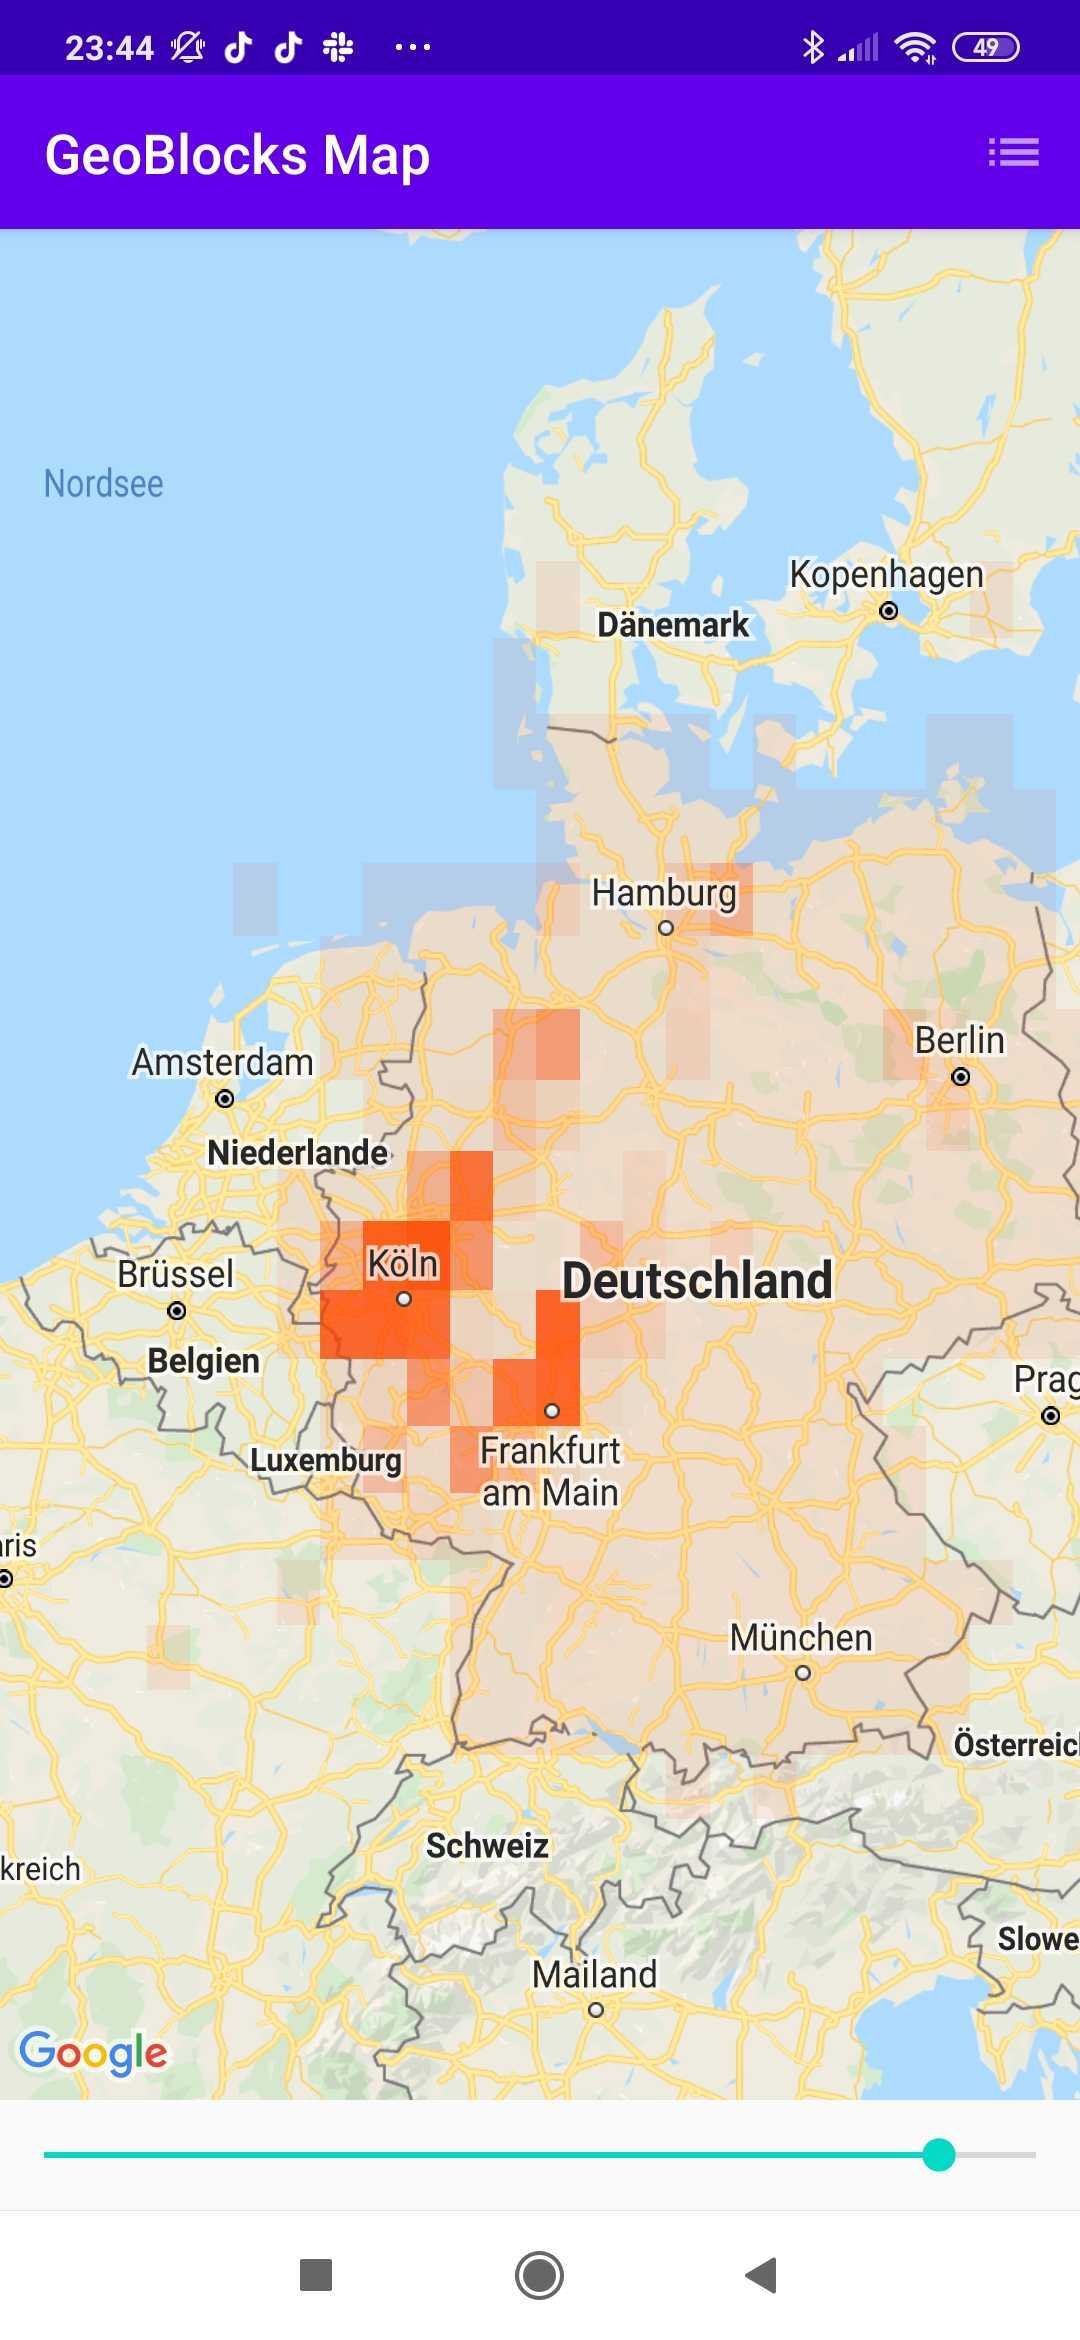 23:44
49
GeoBlocks Map
Nordsee
Kopenhagen
Dänemark
Hamburg
Berlin
Amsterdam
Niederlande
Köln
Brüssel
Deutschland
Belgien
Prag
Luxemburg
Frankfurt
am Main
aris
München
Österreich
Schweiz
kreich
Slowe
Mailand
Google